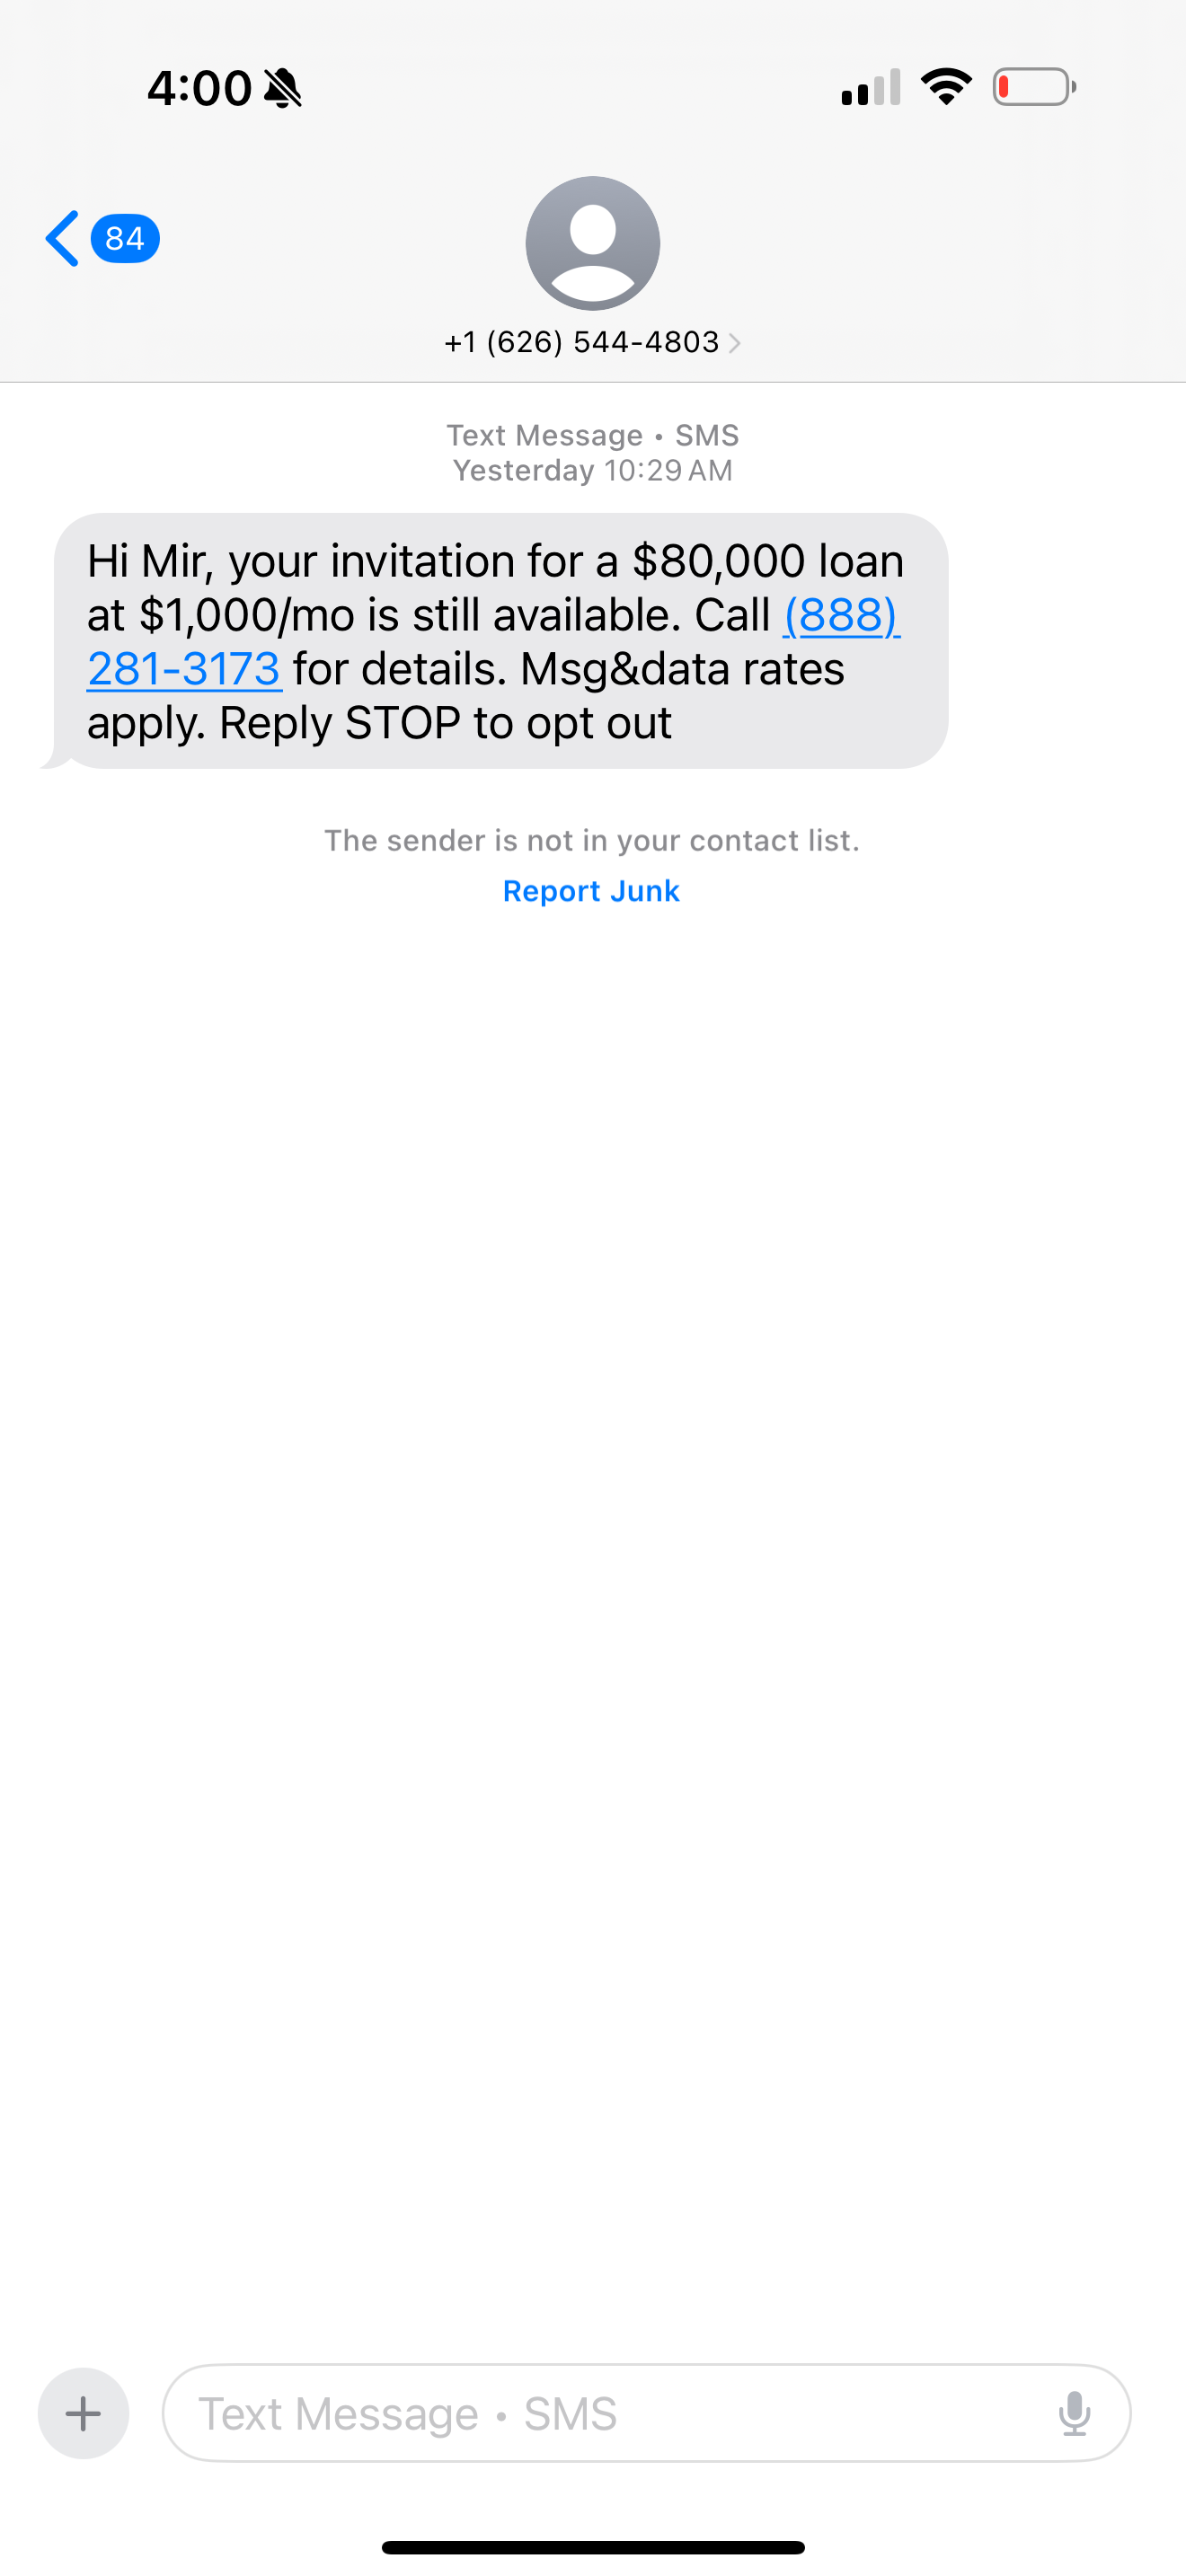 4:00
84
+1 (626) 544-4803
Text Message • SMS
Yesterday 10:29 AM
Hi Mir, your invitation for a $80,000 loan
at $1,000/mo is still available. Call (888)
281-3173 for details. Msg&data rates
apply. Reply STOP to opt out
The sender is not in your contact list.
Report Junk
Text Message • SMS